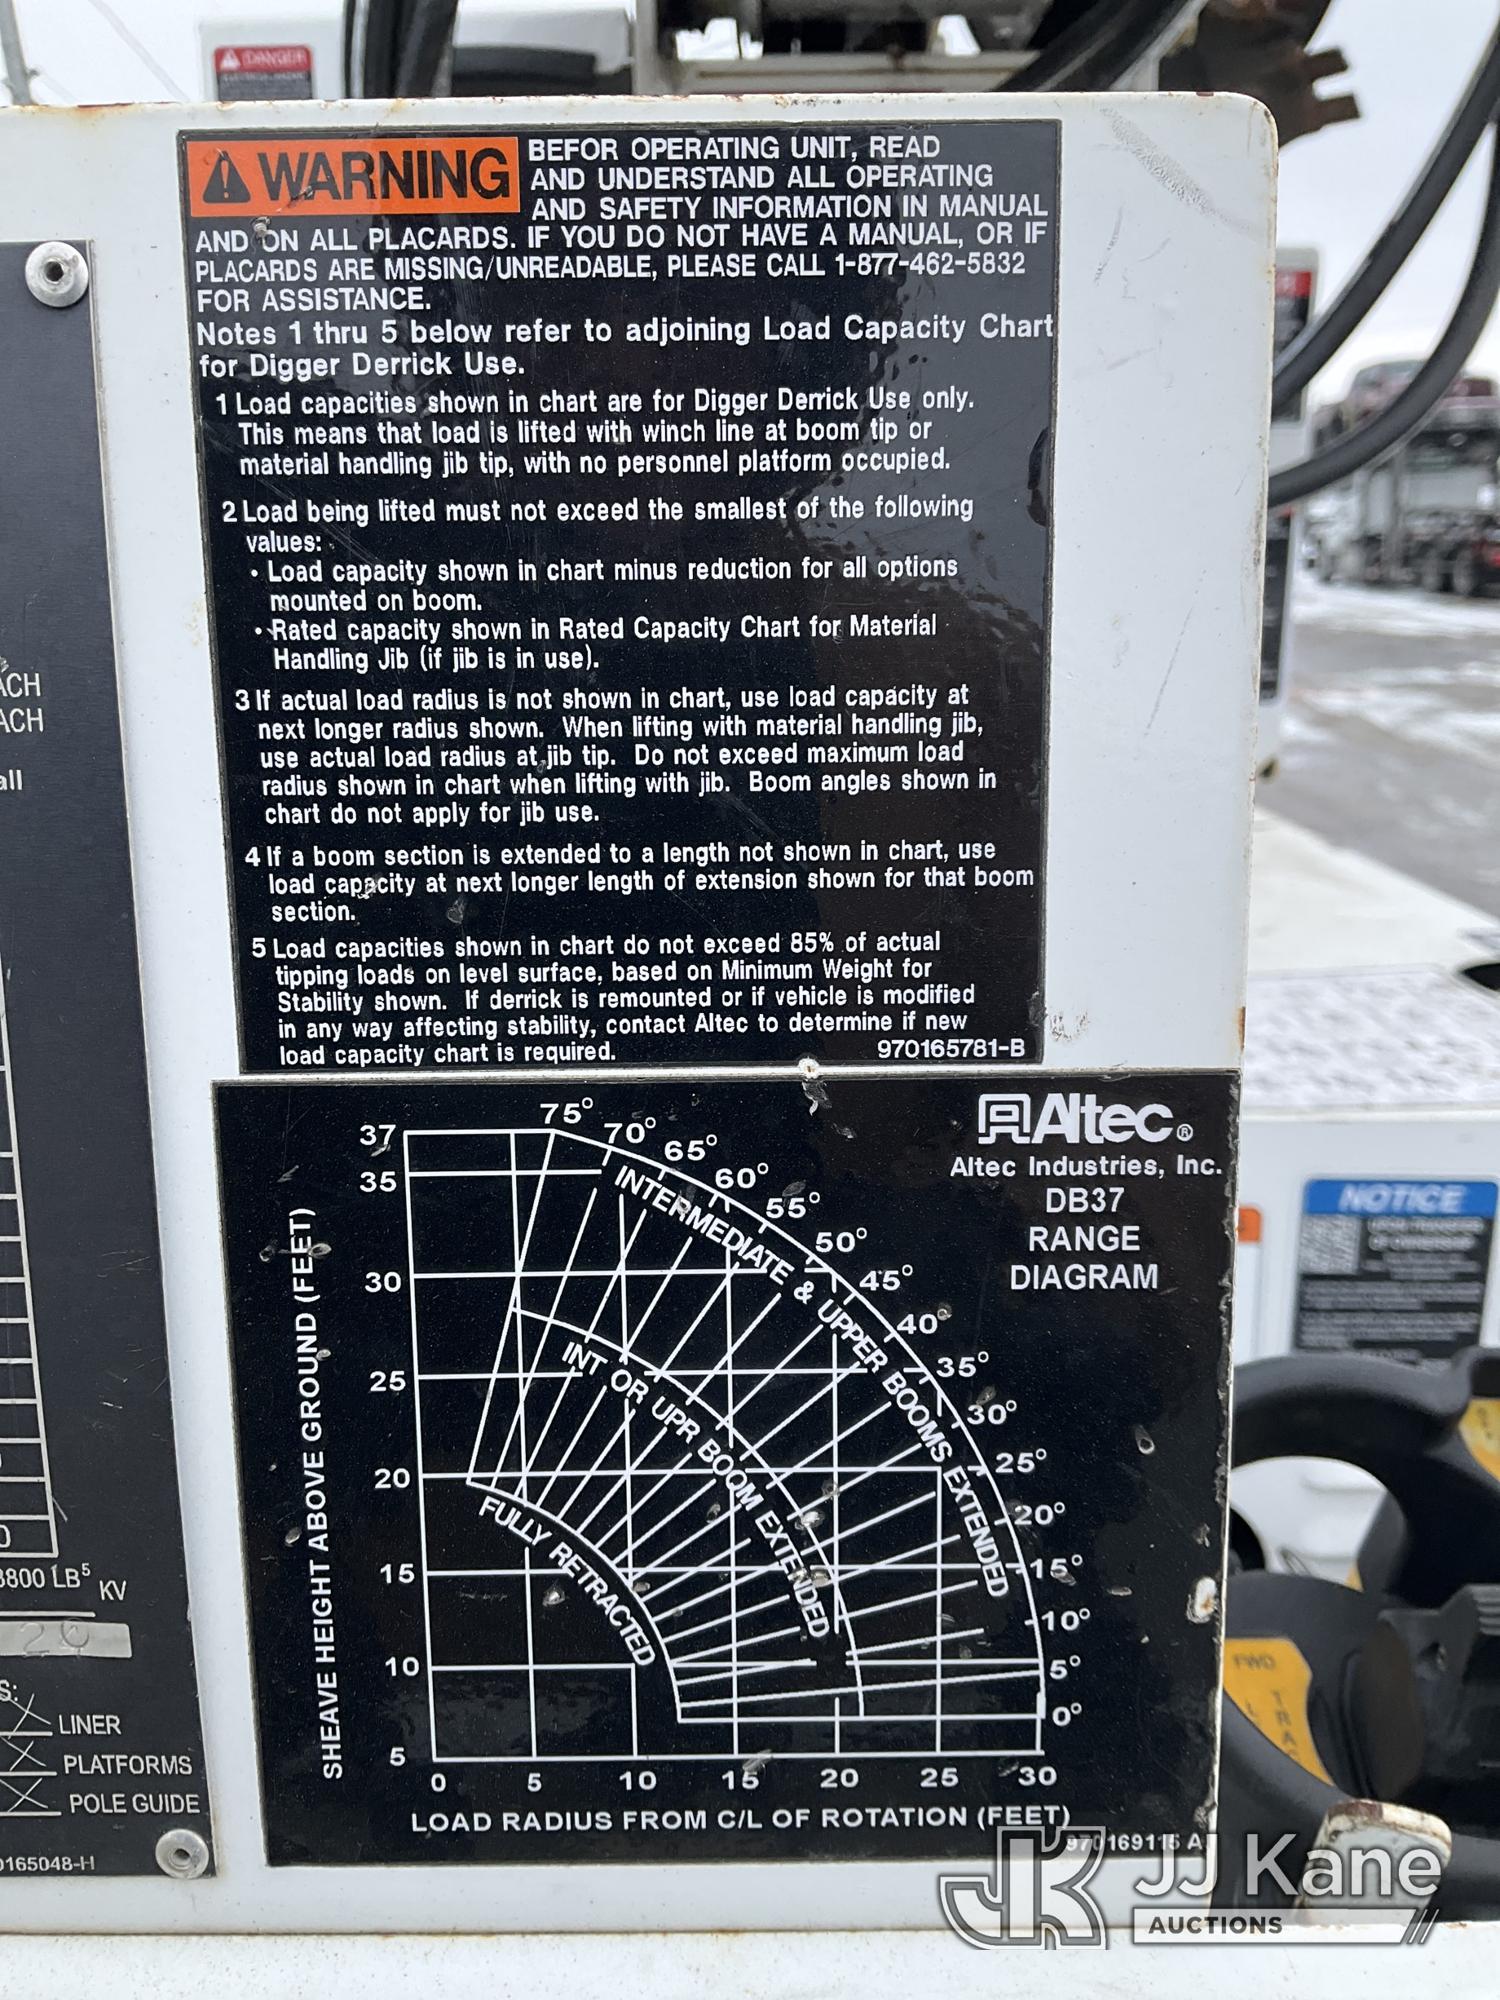 DANGER
WARNING
BEFOR OPERATING UNIT, READ
AND UNDERSTAND ALL OPERATING
AND SAFETY INFORMATION IN MANUAL
AND ON ALL PLACARDS. IF YOU DO NOT HAVE A MANUAL, OR IF
PLACARDS ARE MISSING/UNREADABLE, PLEASE CALL 1-877-462-5832
FOR ASSISTANCE.
Notes 1 thru 5 below refer to adjoining Load Capacity Chart
for Digger Derrick Use.
1 Load capacities shown in chart are for Digger Derrick Use only.
This means that load is lifted with winch line at boom tip or
material handling jib tip, with no personnel platform occupied.
2 Load being lifted must not exceed the smallest of the following
values:
• Load capacity shown in chart minus reduction for all options
mounted on boom.
• Rated capacity shown in Rated Capacity Chart for Material
Handling Jib (if jib is in use).
3 If actual load radius is not shown in chart, use load capacity at
next longer radius shown. When lifting with material handling jib,
use actual load radius at jib tip. Do not exceed maximum load
radius shown in chart when lifting with jib. Boom angles shown in
chart do not apply for jib use.
4 If a boom section is extended to a length not shown in chart, use
load capacity at next longer length of extension shown for that boom
section.
5 Load capacities shown in chart do not exceed 85% of actual
tipping loads on level surface, based on Minimum Weight for
Stability shown. If derrick is remounted or if vehicle is modified
in any way affecting stability, contact Altec to determine if new
load capacity chart is required.
970165781-B
Altec®
Altec Industries, Inc.
DB37
RANGE
DIAGRAM
SHEAVE HEIGHT ABOVE GROUND (FEET)
37
35
30
25
20
15
10
5
75°
70°
65°
60°
55°
50°
45°
40°
35°
30°
25°
20°
15°
10°
5°
0°
INTERMEDIATE & UPPER BOOMS EXTENDED
INT OR UPR BOOM EXTENDED
FULLY RETRACTED
0 5 10 15 20 25 30
LOAD RADIUS FROM C/L OF ROTATION (FEET)
970169115 A
ACH
ACH
all
0
8800 LB⁵ KV
26
S:
LINER
PLATFORMS
POLE GUIDE
0165048-H
NOTICE
FWD
JK
JJ Kane
AUCTIONS